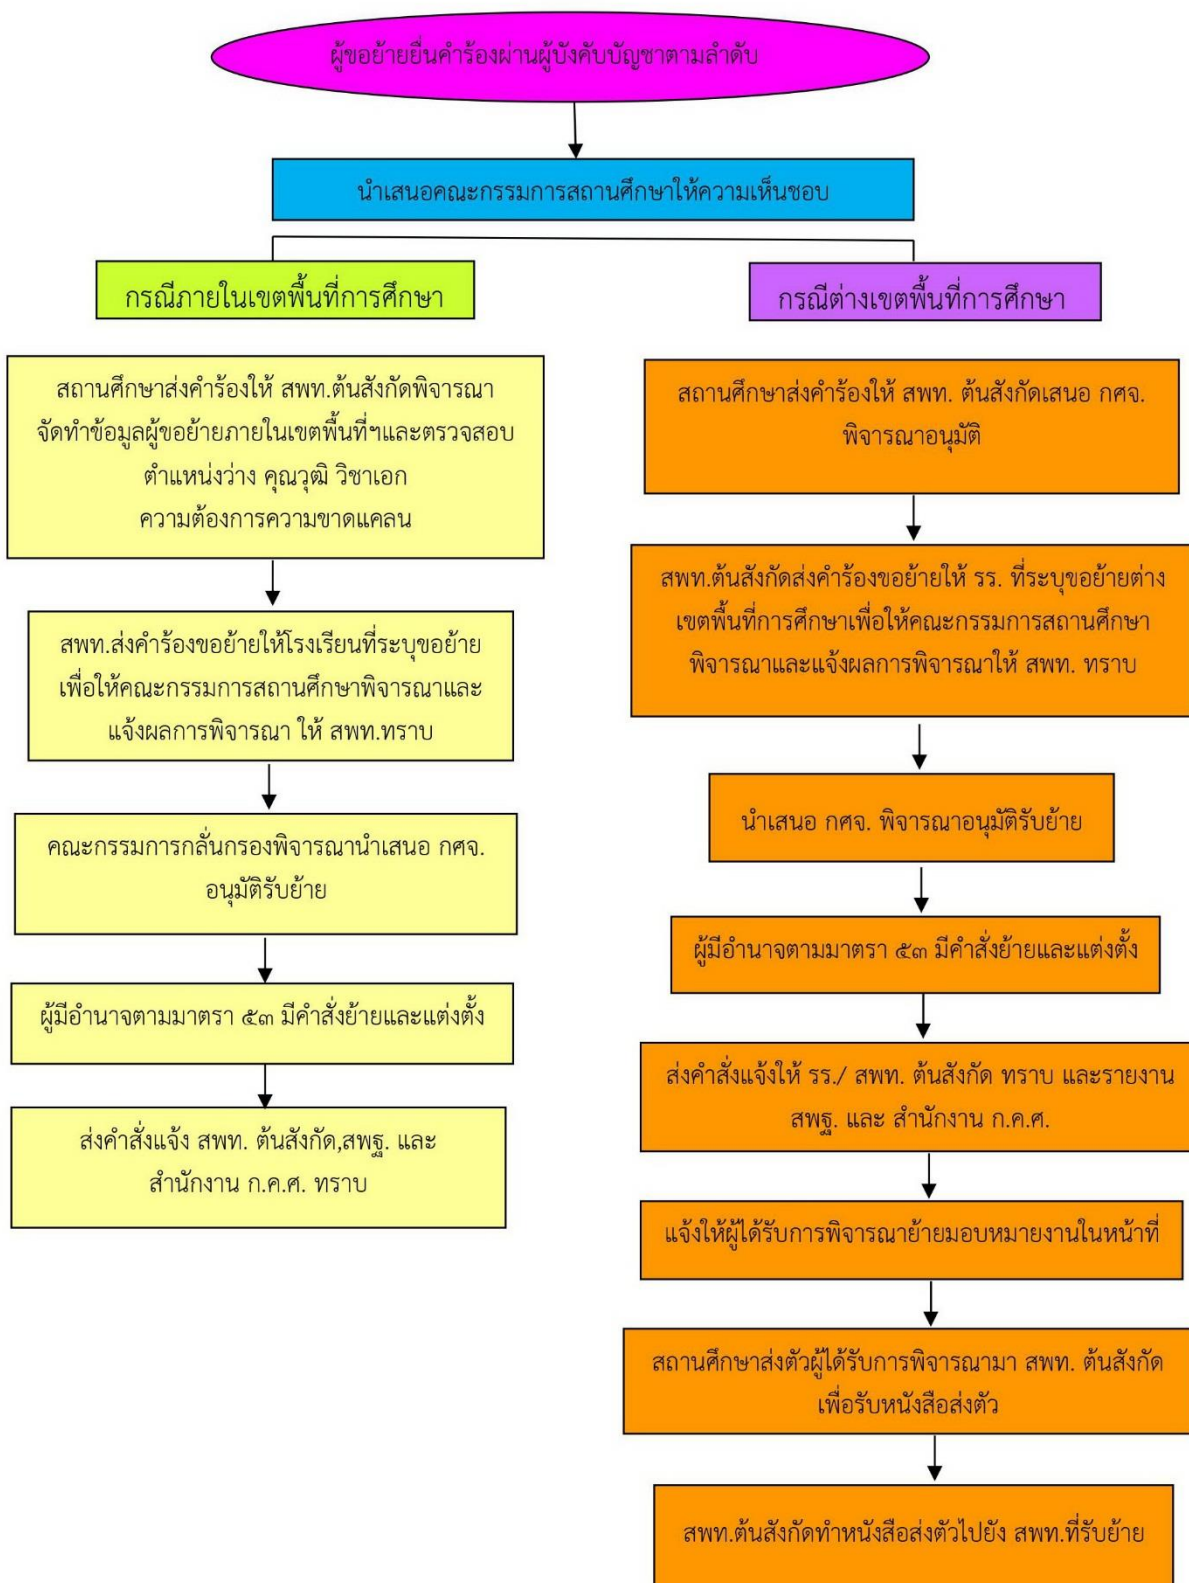 ผู้ขอย้ายยื่นคำร้องผ่านผู้บังคับบัญชาตามลำดับ
นำเสนอคณะกรรมการสถานศึกษาให้ความเห็นชอบ
กรณีภายในเขตพื้นที่การศึกษา
สถานศึกษาส่งคำร้องให้ สพท.ต้นสังกัดพิจารณา
จัดทำข้อมูลผู้ขอย้ายภายในเขตพื้นที่ฯและตรวจสอบ
ตำแหน่งว่าง คุณวุฒิ วิชาเอก
ความต้องการความขาดแคลน
สพท.ส่งคำร้องขอย้ายให้โรงเรียนที่ระบุขอย้าย
เพื่อให้คณะกรรมการสถานศึกษาพิจารณาและ
แจ้งผลการพิจารณา ให้ สพท.ทราบ
คณะกรรมการกลั่นกรองพิจารณานำเสนอ กศจ.
อนุมัติรับย้าย
ผู้มีอำนาจตามมาตรา ๕๓ มีคำสั่งย้ายและแต่งตั้ง
ส่งคำสั่งแจ้ง สพท. ต้นสังกัด,สพฐ. และ
สำนักงาน ก.ค.ศ. ทราบ
กรณีต่างเขตพื้นที่การศึกษา
สถานศึกษาส่งคำร้องให้ สพท. ต้นสังกัดเสนอ กศจ.
พิจารณาอนุมัติ
สพท.ต้นสังกัดส่งคำร้องขอย้ายให้ รร. ที่ระบุขอย้ายต่าง
เขตพื้นที่การศึกษาเพื่อให้คณะกรรมการสถานศึกษา
พิจารณาและแจ้งผลการพิจารณาให้ สพท. ทราบ
นำเสนอ กศจ. พิจารณาอนุมัติรับย้าย
ผู้มีอำนาจตามมาตรา ๕๓ มีคำสั่งย้ายและแต่งตั้ง
ส่งคำสั่งแจ้งให้ รร./ สพท. ต้นสังกัด ทราบ และรายงาน
สพฐ. และ สำนักงาน ก.ค.ศ.
แจ้งให้ผู้ได้รับการพิจารณาย้ายมอบหมายงานในหน้าที่
สถานศึกษาส่งตัวผู้ได้รับการพิจารณามา สพท. ต้นสังกัด
เพื่อรับหนังสือส่งตัว
สพท.ต้นสังกัดทำหนังสือส่งตัวไปยัง สพท.ที่รับย้าย